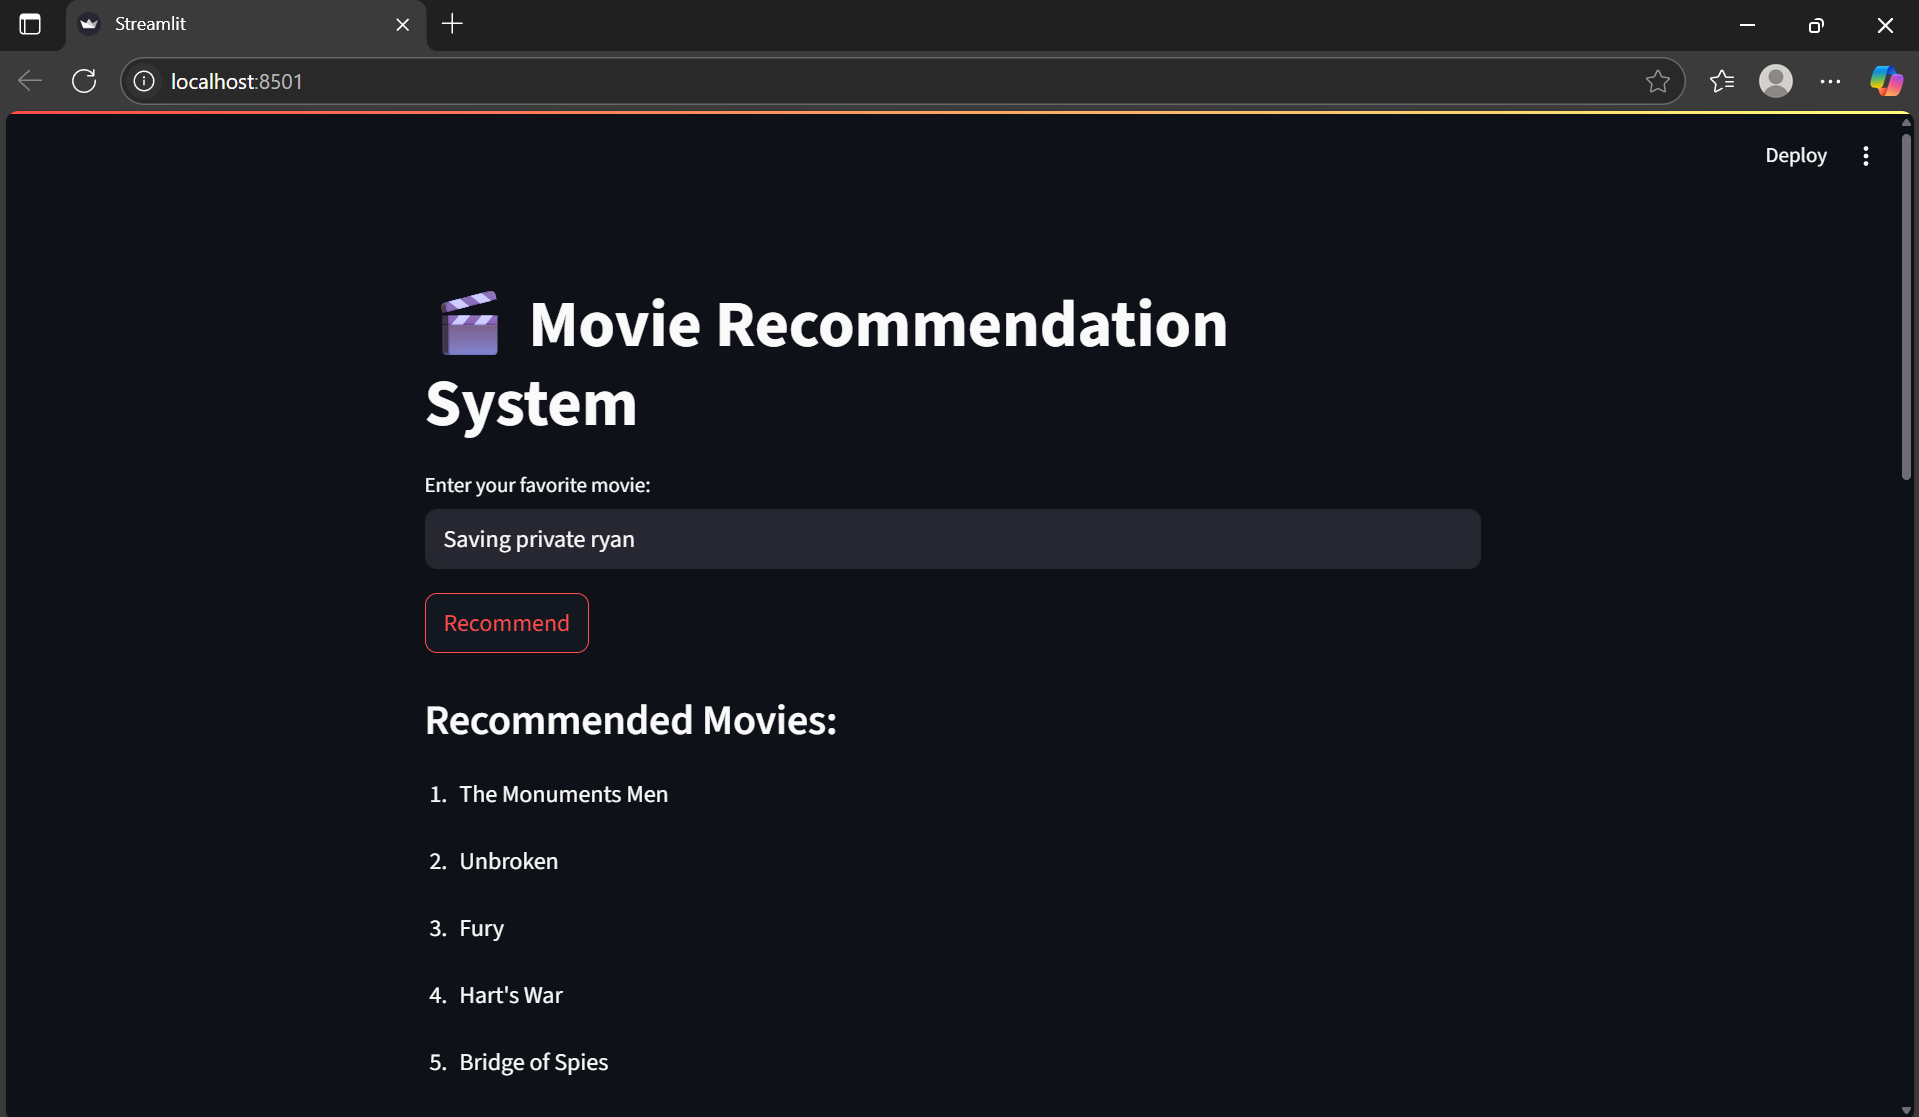 Streamlit
localhost:8501
Deploy
Movie Recommendation
System
Enter your favorite movie:
Saving private ryan
Recommend
Recommended Movies:
1. The Monuments Men
2. Unbroken
3. Fury
4. Hart's War
5. Bridge of Spies